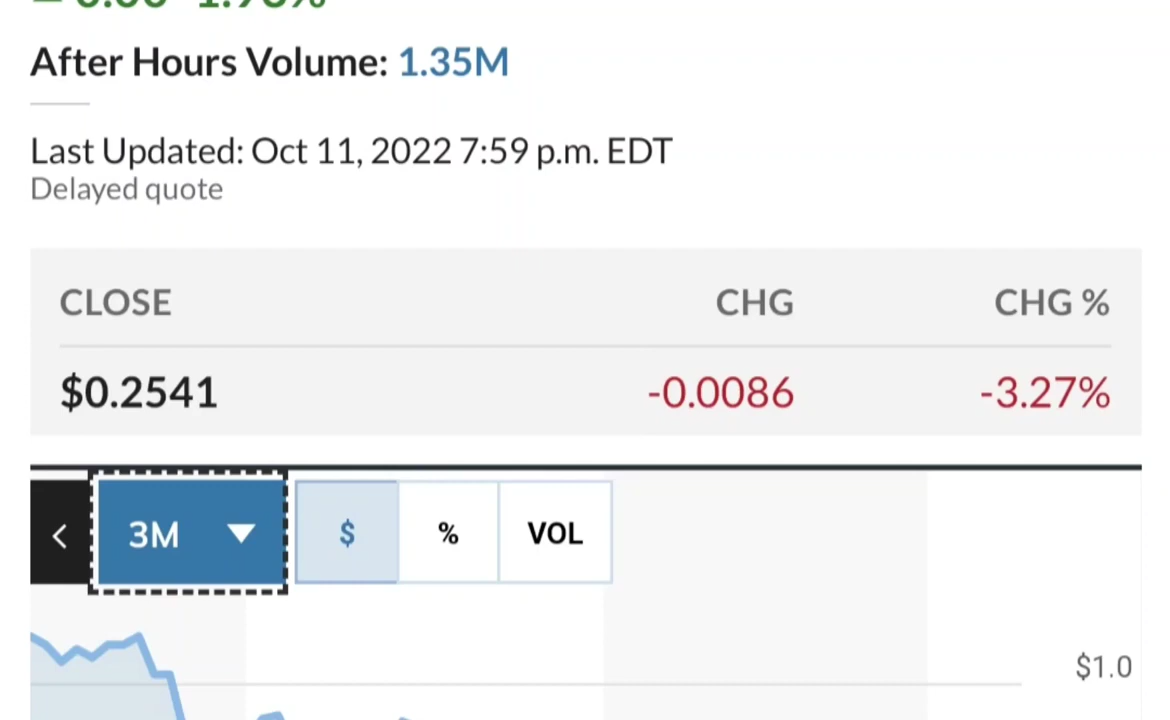 After Hours Volume: 1.35M
Last Updated: Oct 11, 2022 7:59 p.m. EDT
Delayed quote
CLOSE CHG CHG %
$0.2541 -0.0086 -3.27%
< 3M $ % VOL
$1.0